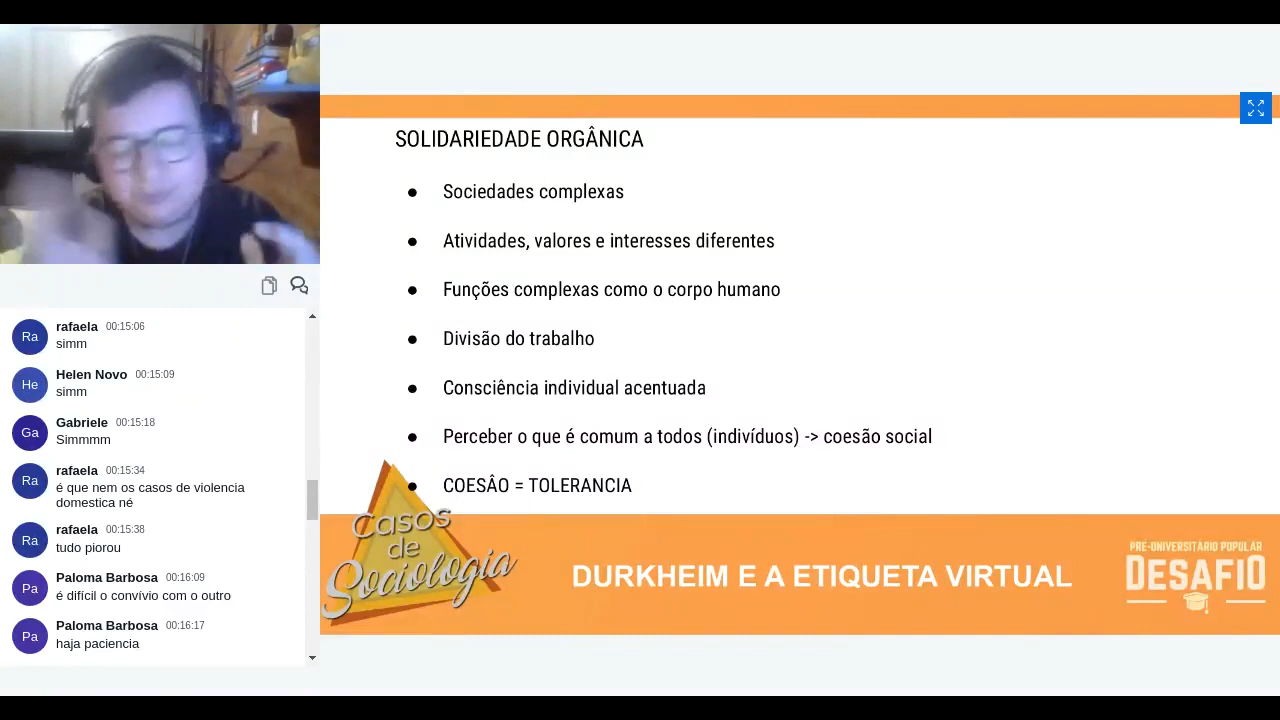 SOLIDARIEDADE ORGÂNICA
● Sociedades complexas
● Atividades, valores e interesses diferentes
● Funções complexas como o corpo humano
● Divisão do trabalho
● Consciência individual acentuada
● Perceber o que é comum a todos (indivíduos) -> coesão social
● COESÂO = TOLERANCIA
Casos
de
Sociologia
DURKHEIM E A ETIQUETA VIRTUAL
PRÉ-UNIVERSITÁRIO POPULAR
DESAFIO
Ra
rafaela 00:15:06
simm
He
Helen Novo 00:15:09
simm
Ga
Gabriele 00:15:18
Simmmm
Ra
rafaela 00:15:34
é que nem os casos de violencia
domestica né
Ra
rafaela 00:15:38
tudo piorou
Pa
Paloma Barbosa 00:16:09
é difícil o convívio com o outro
Pa
Paloma Barbosa 00:16:17
haja paciencia